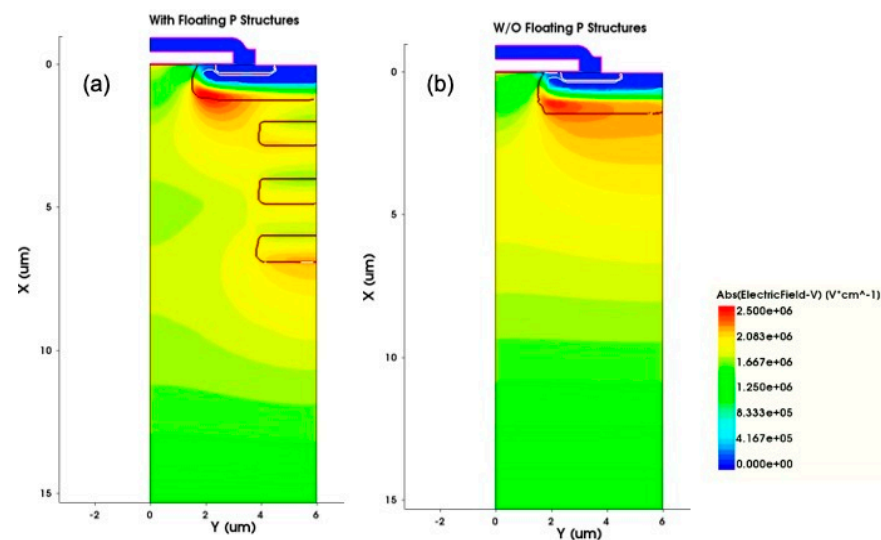 With Floating P Structures
(a)
0
5
10
15
X (um)
-2
0
2
4
6
Y (um)
W/O Floating P Structures
(b)
0
5
10
15
X (um)
-2
0
2
4
6
Y (um)
Abs(ElectricField-V) (V*cm^-1)
2.500e+06
2.083e+06
1.667e+06
1.250e+06
8.333e+05
4.167e+05
0.000e+00